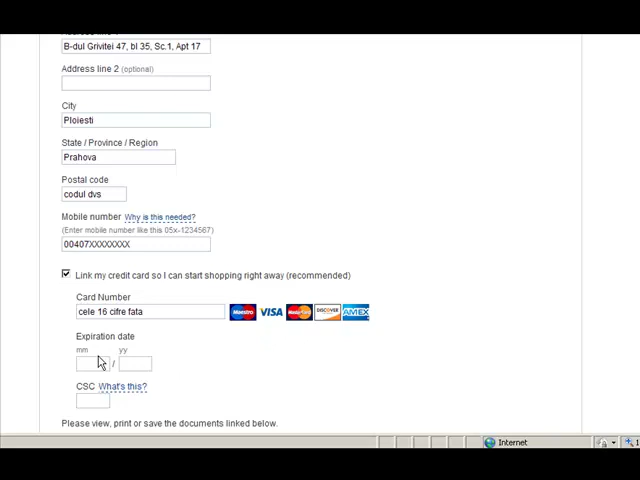 B-dul Grivitei 47, bl 35, Sc.1, Apt 17
Address line 2 (optional)
City
Ploiesti
State / Province / Region
Prahova
Postal code
codul dvs
Mobile number Why is this needed?
(Enter mobile number like this 05x-1234567)
00407XXXXXXXX
Link my credit card so I can start shopping right away (recommended)
Card Number
cele 16 cifre fata Maestro VISA MasterCard DISCOVER AMEX
Expiration date
mm yy
/
CSC What's this?
Please view, print or save the documents linked below.
Internet